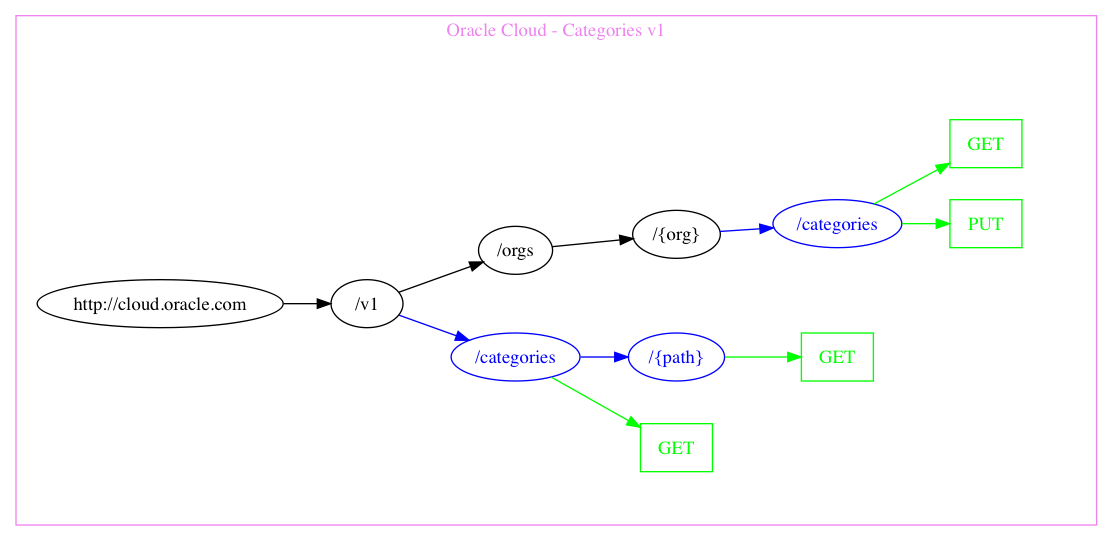 Oracle Cloud - Categories v1
GET
PUT
/categories
/{org}
/orgs
http://cloud.oracle.com
/v1
/categories
/{path}
GET
GET